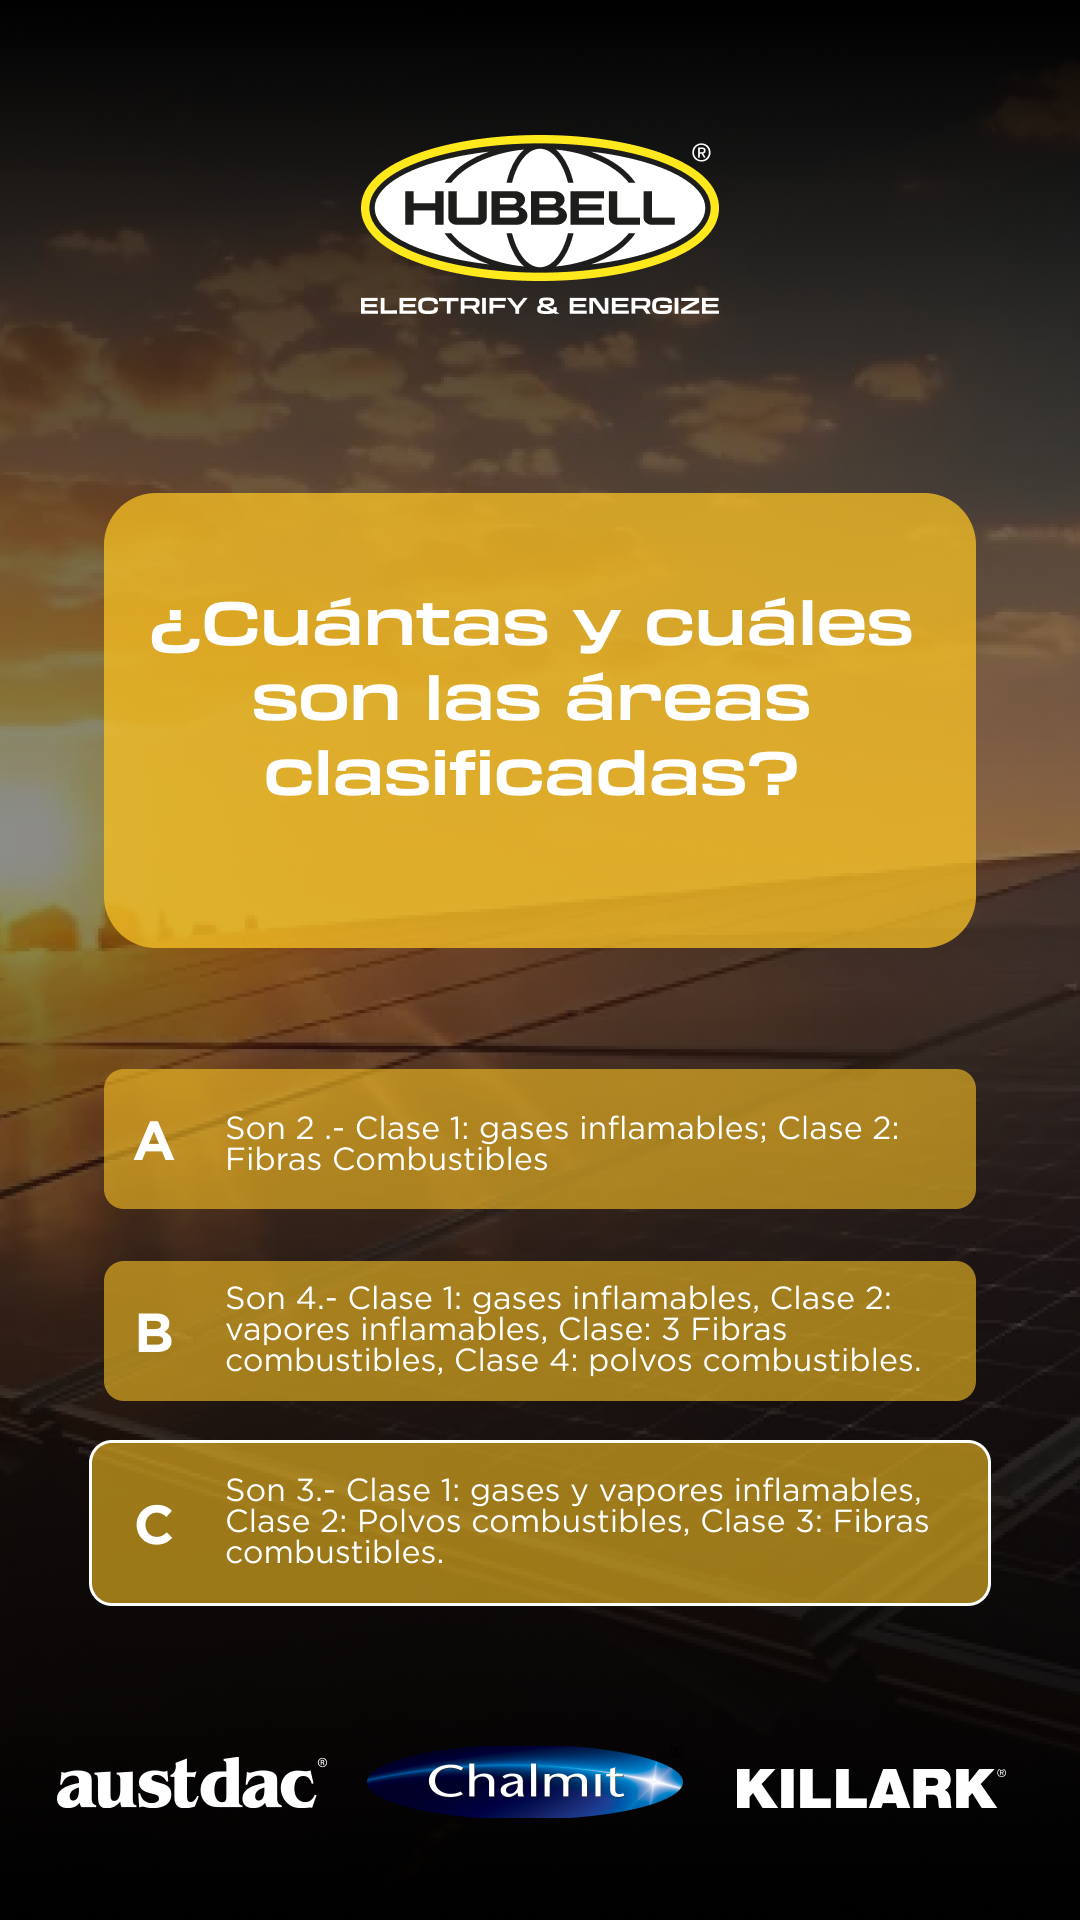 HUBBELL®
ELECTRIFY & ENERGIZE
¿Cuántas y cuáles
son las áreas
clasificadas?
A
Son 2 .- Clase 1: gases inflamables; Clase 2:
Fibras Combustibles
B
Son 4.- Clase 1: gases inflamables, Clase 2:
vapores inflamables, Clase: 3 Fibras
combustibles, Clase 4: polvos combustibles.
C
Son 3.- Clase 1: gases y vapores inflamables,
Clase 2: Polvos combustibles, Clase 3: Fibras
combustibles.
austdac®
Chalmit
KILLARK®